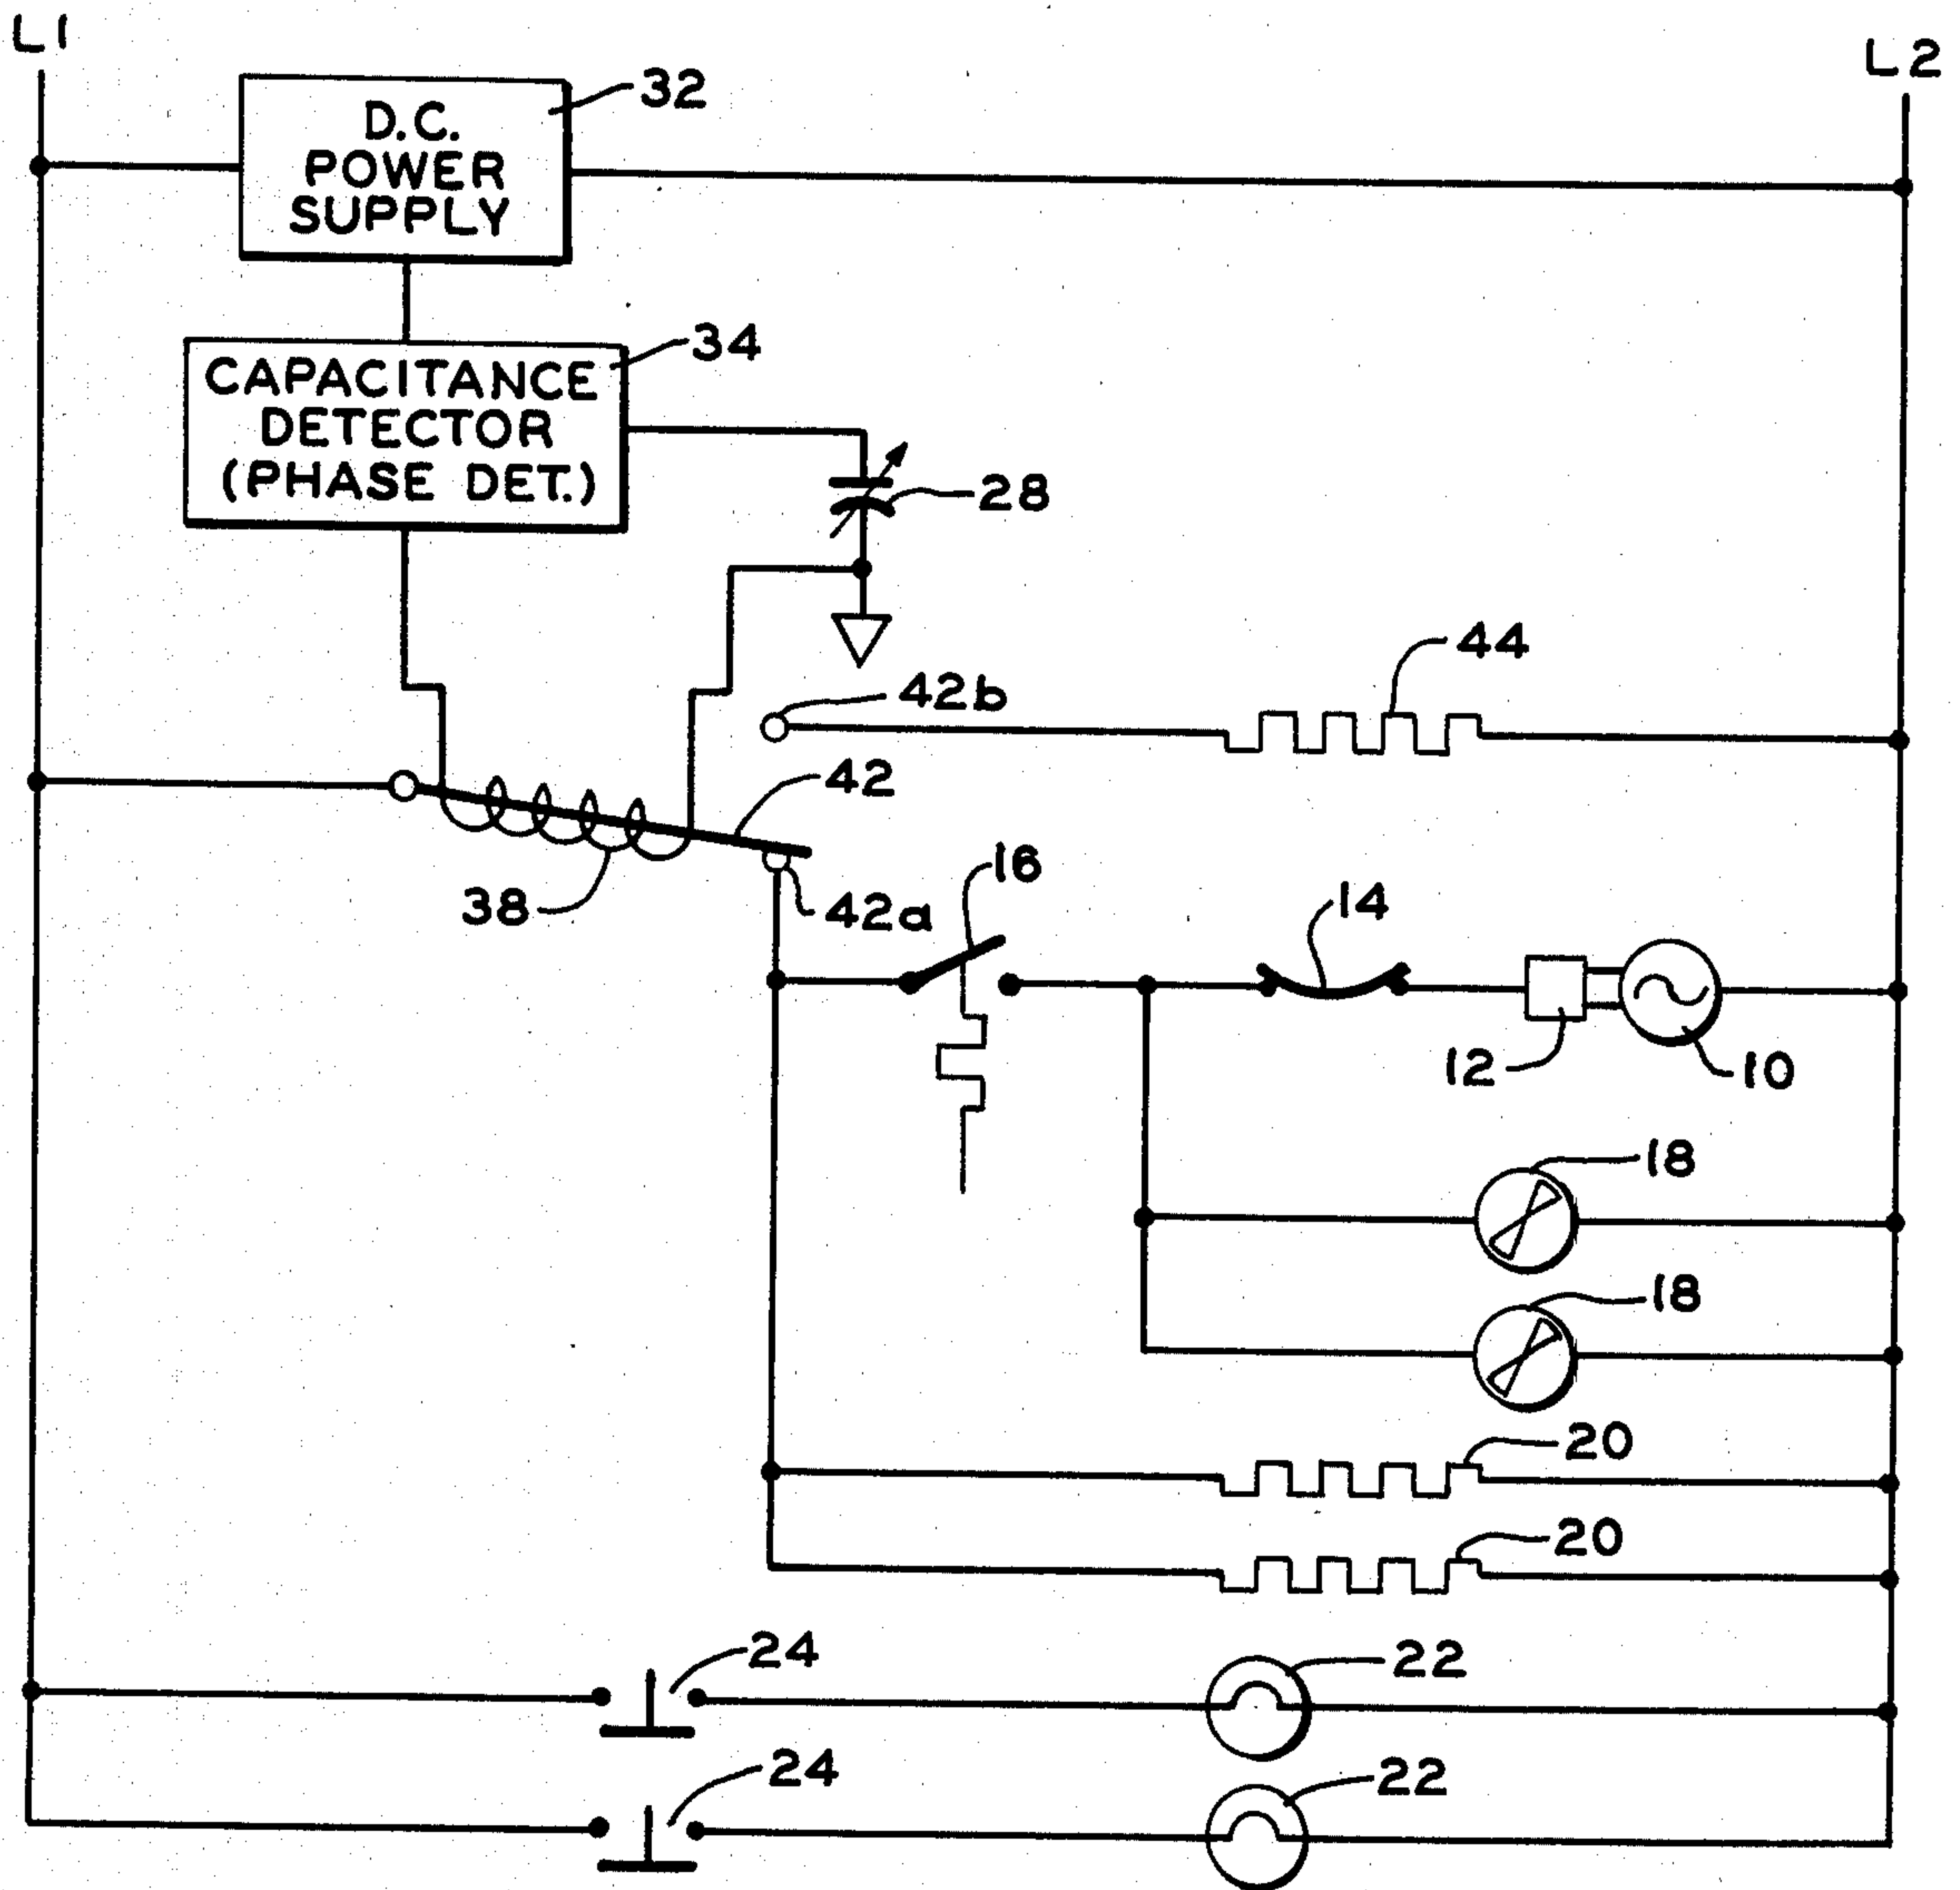 L1
L2
32
D.C.
POWER
SUPPLY
34
CAPACITANCE
DETECTOR
(PHASE DET.)
28
44
42b
42
38
42a
16
14
12
10
18
18
20
20
24
22
24
22